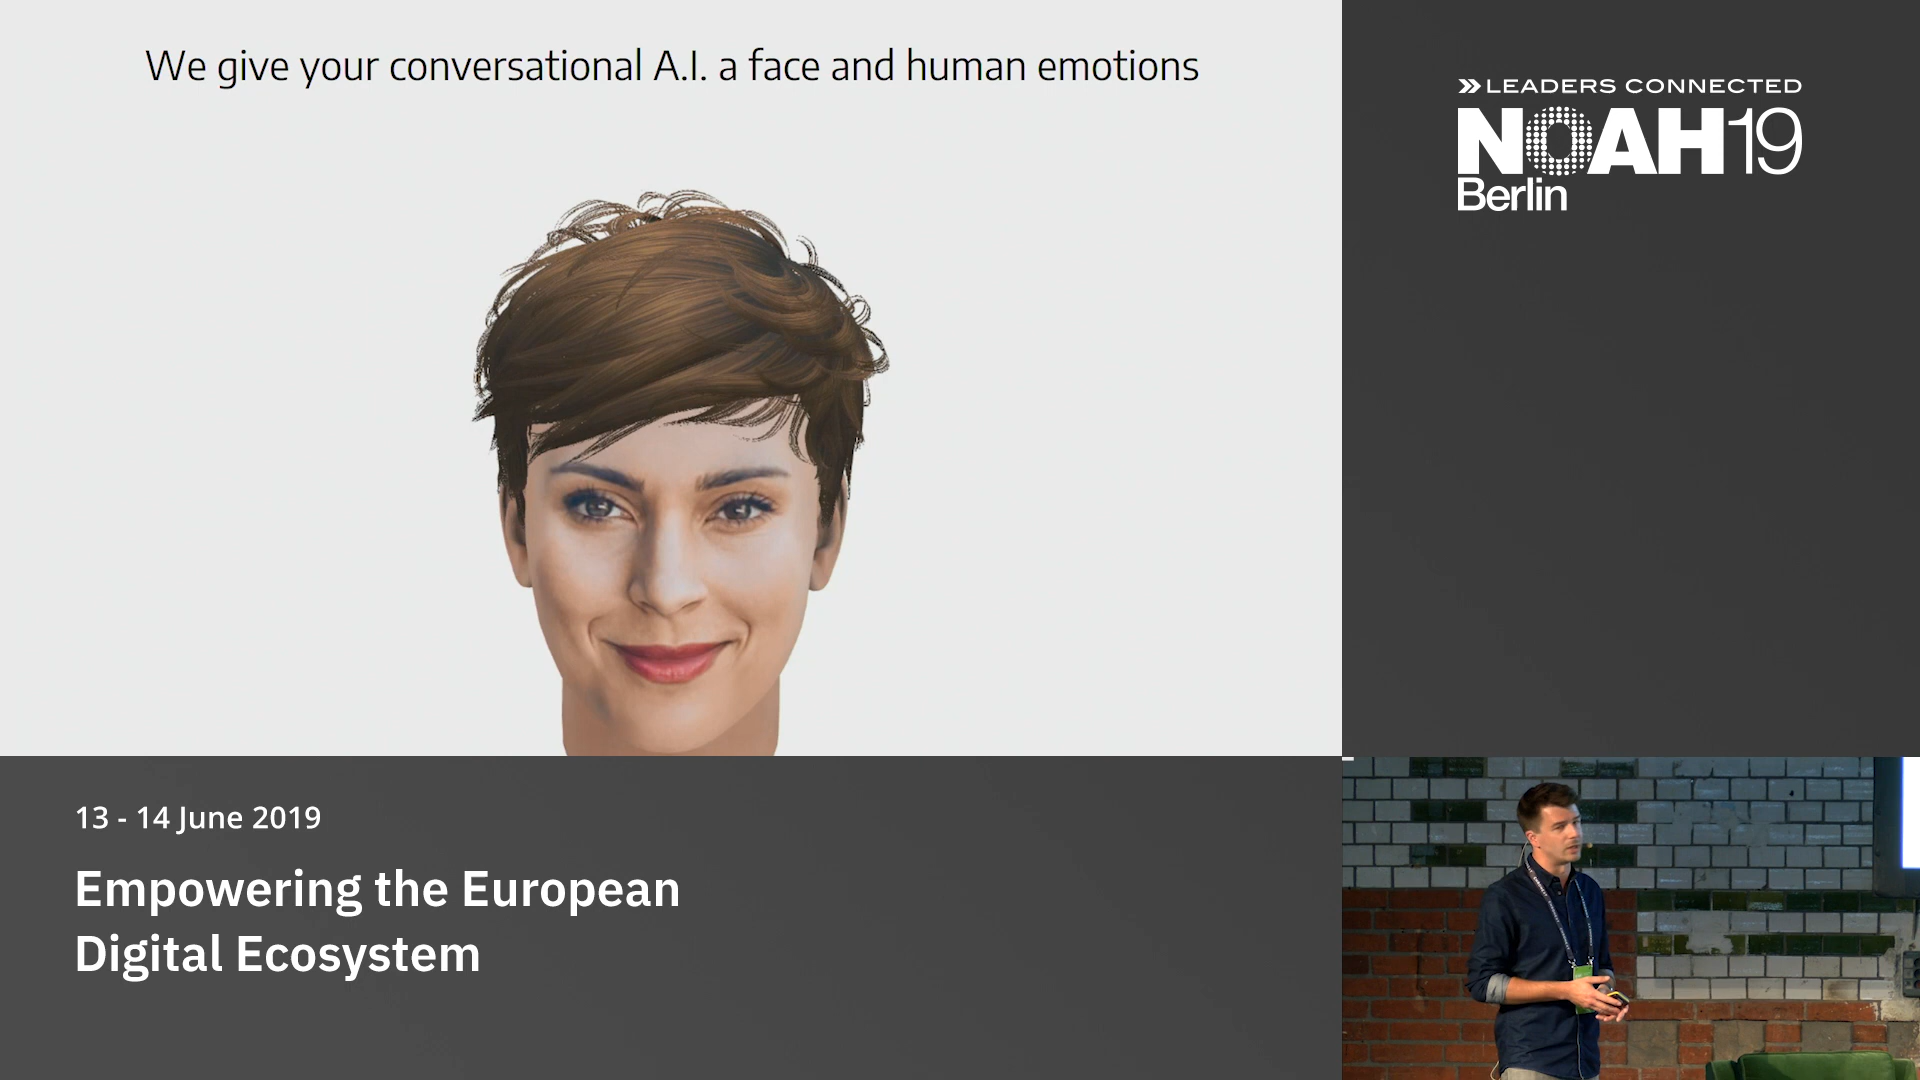 We give your conversational A.I. a face and human emotions
LEADERS CONNECTED
NOAH19
Berlin
13 - 14 June 2019
Empowering the European
Digital Ecosystem